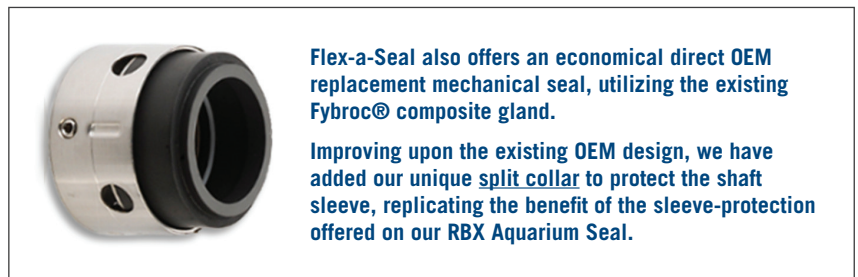 Flex-a-Seal also offers an economical direct OEM
replacement mechanical seal, utilizing the existing
Fybroc® composite gland.
Improving upon the existing OEM design, we have
added our unique split collar to protect the shaft
sleeve, replicating the benefit of the sleeve-protection
offered on our RBX Aquarium Seal.